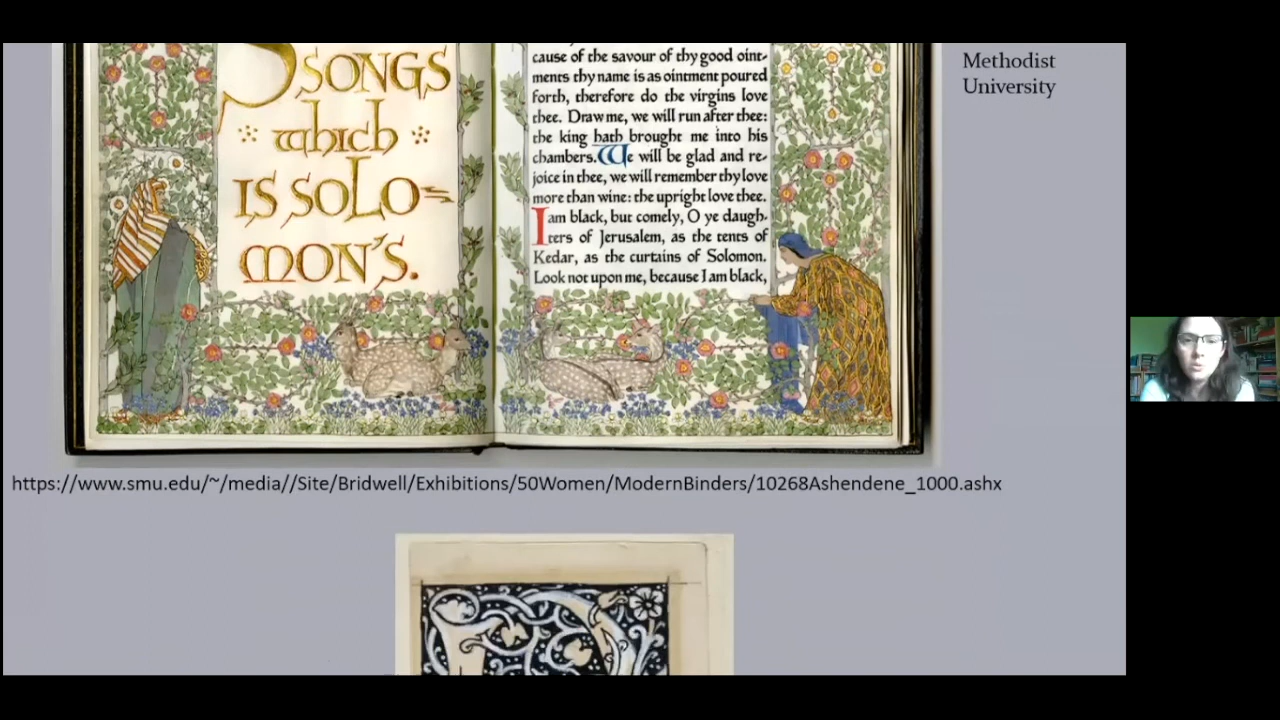 SONGS
which
IS SOLO=
MON'S.
cause of the savour of thy good oint-
ments thy name is as ointment poured
forth, therefore do the virgins love
thee. Draw me, we will run after thee:
the king hath brought me into his
chambers. We will be glad and re-
joice in thee, we will remember thy love
more than wine: the upright love thee.
I am black, but comely, O ye daugh-
ters of Jerusalem, as the tents of
Kedar, as the curtains of Solomon.
Look not upon me, because I am black,
Methodist
University
https://www.smu.edu/~/media//Site/Bridwell/Exhibitions/50Women/ModernBinders/10268Ashendene_1000.ashx